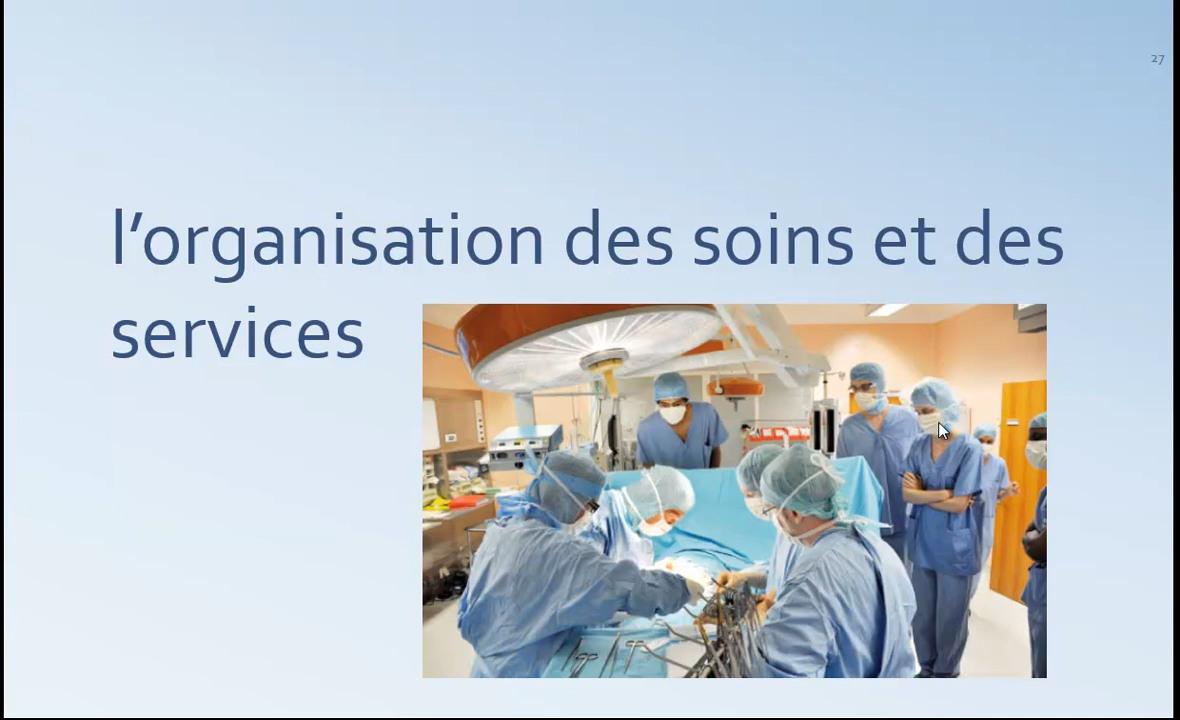 27
l’organisation des soins et des
services